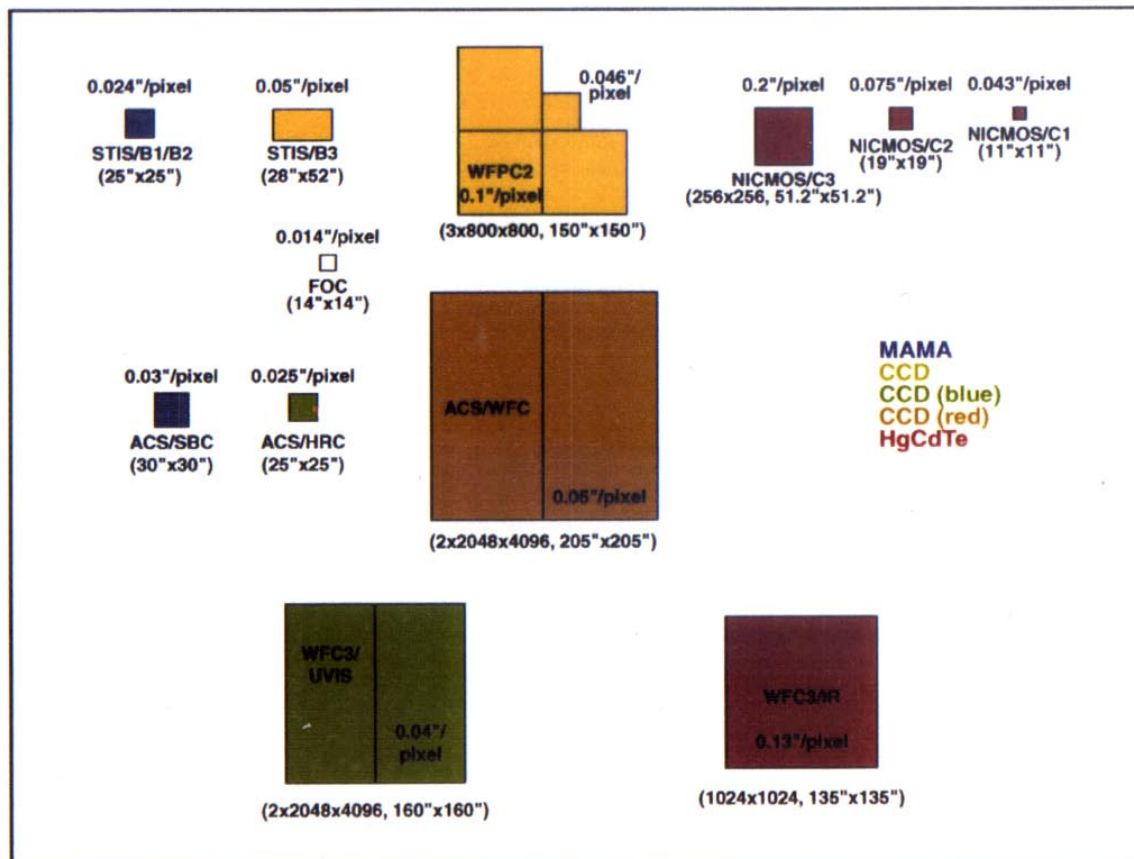 0.024"/pixel
STIS/B1/B2
(25"x25")
0.05"/pixel
STIS/B3
(28"x52")
0.046"/
pixel
WFPC2
0.1"/pixel
(3x800x800, 150"x150")
0.2"/pixel
NICMOS/C3
(256x256, 51.2"x51.2")
0.075"/pixel
NICMOS/C2
(19"x19")
0.043"/pixel
NICMOS/C1
(11"x11")
0.014"/pixel
FOC
(14"x14")
0.03"/pixel
ACS/SBC
(30"x30")
0.025"/pixel
ACS/HRC
(25"x25")
ACS/WFC
0.05"/pixel
(2x2048x4096, 205"x205")
MAMA
CCD
CCD (blue)
CCD (red)
HgCdTe
WFC3/
UVIS
0.04"/
pixel
(2x2048x4096, 160"x160")
WFC3/IR
0.13"/pixel
(1024x1024, 135"x135")